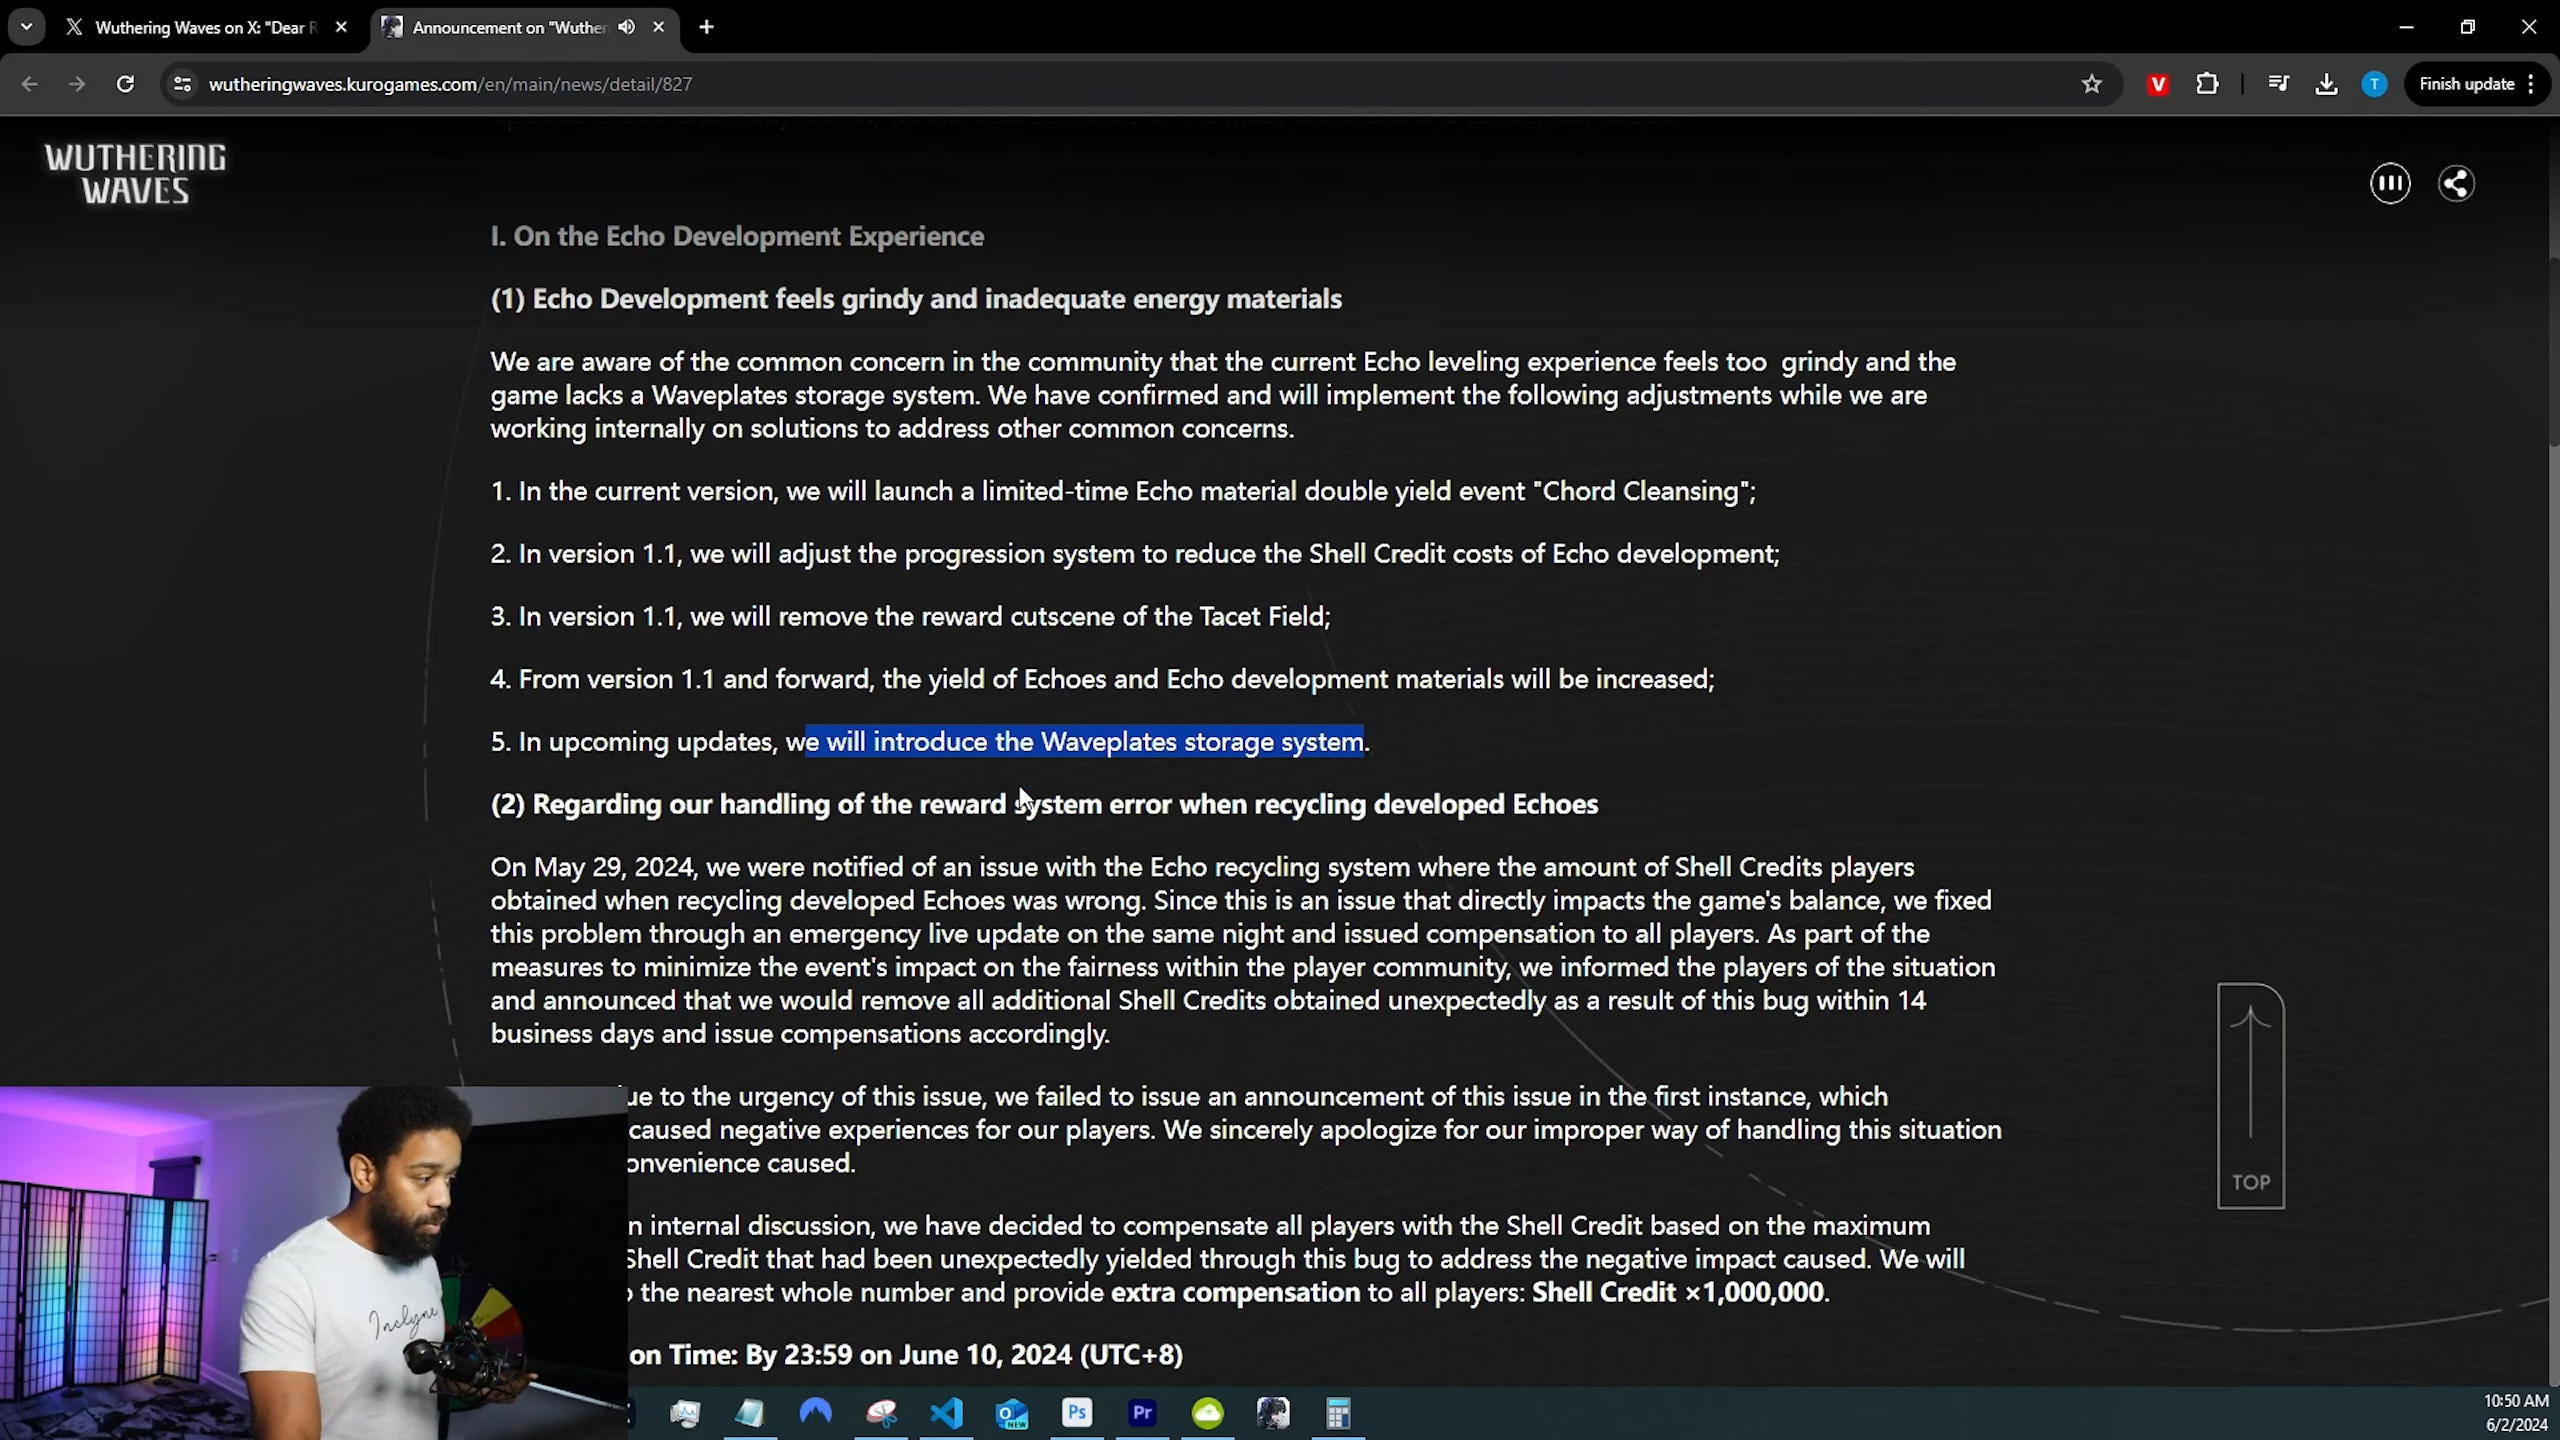 Wuthering Waves on X: "Dear R
Announcement on "Wuther
wutheringwaves.kurogames.com/en/main/news/detail/827
V
T
Finish update
WUTHERING
WAVES
I. On the Echo Development Experience
(1) Echo Development feels grindy and inadequate energy materials
We are aware of the common concern in the community that the current Echo leveling experience feels too grindy and the
game lacks a Waveplates storage system. We have confirmed and will implement the following adjustments while we are
working internally on solutions to address other common concerns.
1. In the current version, we will launch a limited-time Echo material double yield event "Chord Cleansing";
2. In version 1.1, we will adjust the progression system to reduce the Shell Credit costs of Echo development;
3. In version 1.1, we will remove the reward cutscene of the Tacet Field;
4. From version 1.1 and forward, the yield of Echoes and Echo development materials will be increased;
5. In upcoming updates, we will introduce the Waveplates storage system.
(2) Regarding our handling of the reward system error when recycling developed Echoes
On May 29, 2024, we were notified of an issue with the Echo recycling system where the amount of Shell Credits players
obtained when recycling developed Echoes was wrong. Since this is an issue that directly impacts the game's balance, we fixed
this problem through an emergency live update on the same night and issued compensation to all players. As part of the
measures to minimize the event's impact on the fairness within the player community, we informed the players of the situation
and announced that we would remove all additional Shell Credits obtained unexpectedly as a result of this bug within 14
business days and issue compensations accordingly.
ue to the urgency of this issue, we failed to issue an announcement of this issue in the first instance, which
caused negative experiences for our players. We sincerely apologize for our improper way of handling this situation
onvenience caused.
n internal discussion, we have decided to compensate all players with the Shell Credit based on the maximum
Shell Credit that had been unexpectedly yielded through this bug to address the negative impact caused. We will
the nearest whole number and provide extra compensation to all players: Shell Credit ×1,000,000.
on Time: By 23:59 on June 10, 2024 (UTC+8)
TOP
Inclyne
NEW
Ps
Pr
10:50 AM
6/2/2024